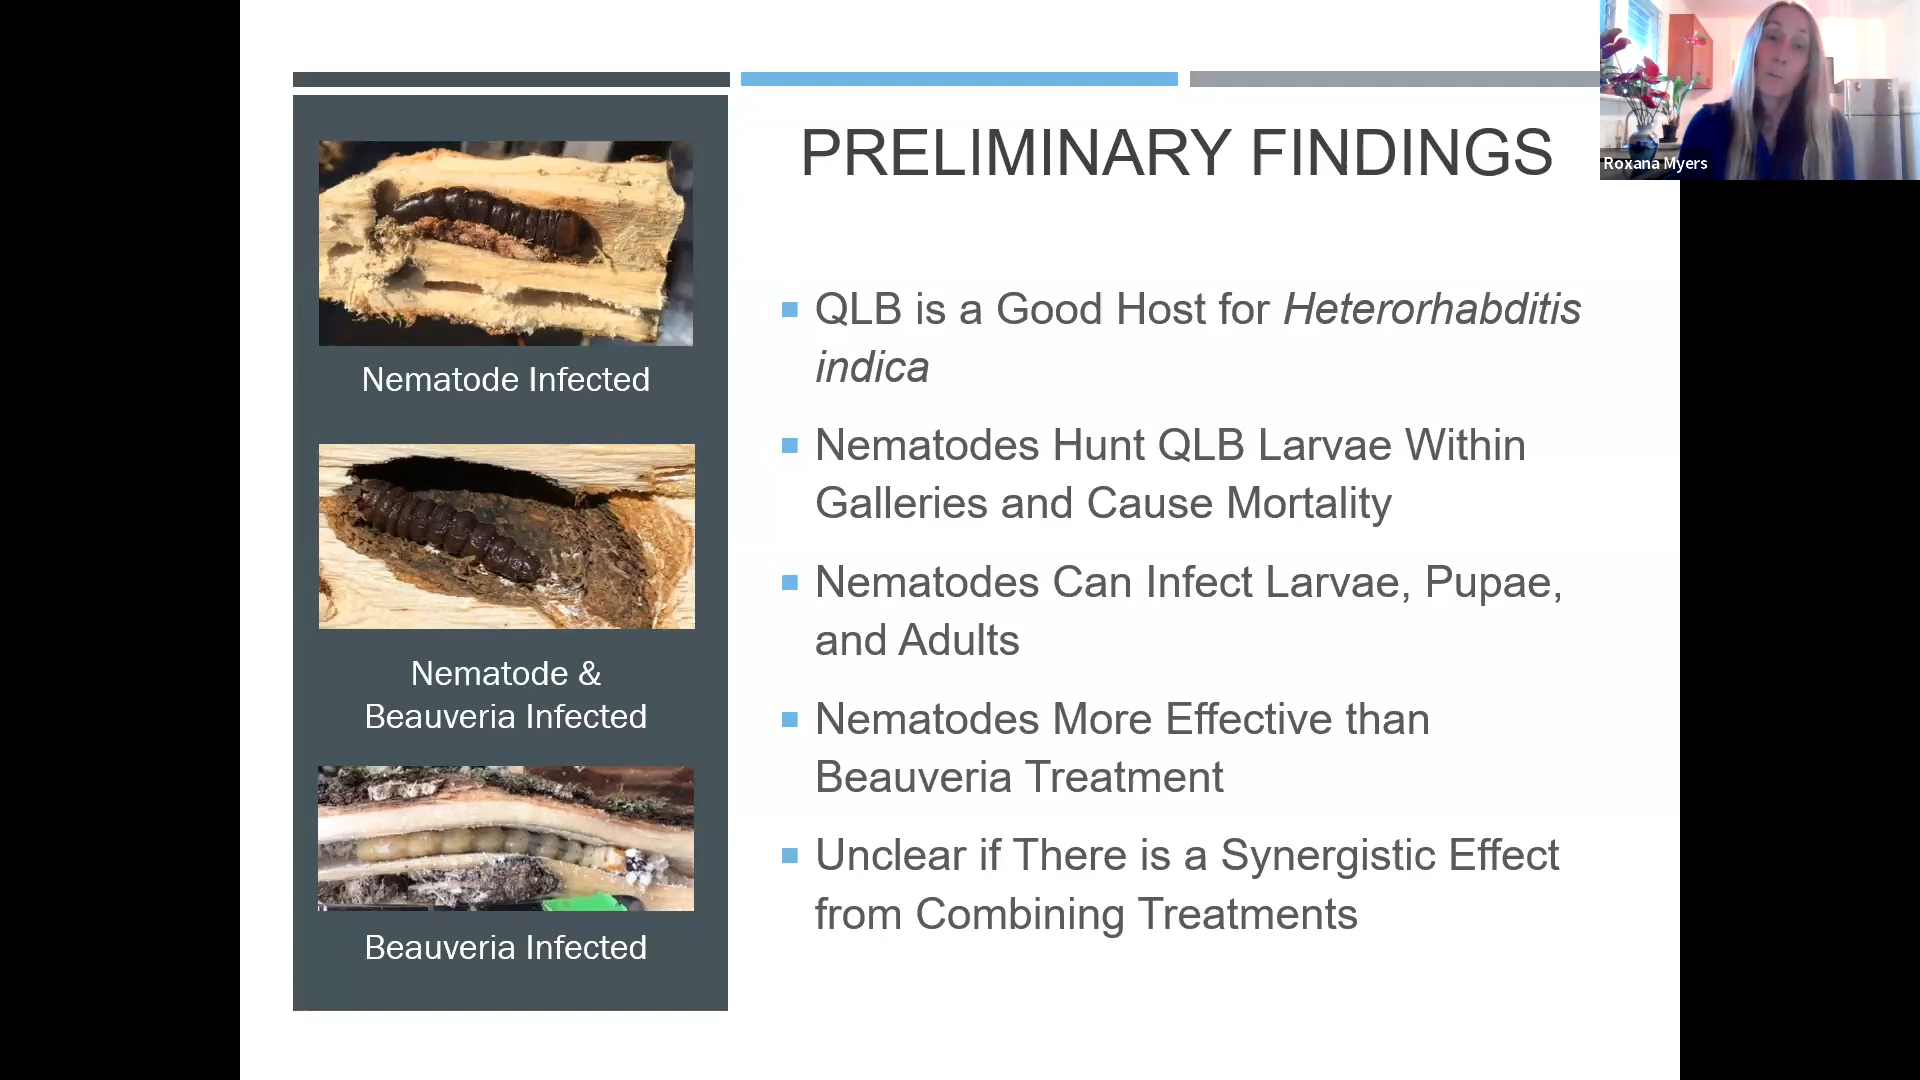 PRELIMINARY FINDINGS
Roxana Myers
Nematode Infected
Nematode &
Beauveria Infected
Beauveria Infected
QLB is a Good Host for Heterorhabditis
indica
Nematodes Hunt QLB Larvae Within
Galleries and Cause Mortality
Nematodes Can Infect Larvae, Pupae,
and Adults
Nematodes More Effective than
Beauveria Treatment
Unclear if There is a Synergistic Effect
from Combining Treatments